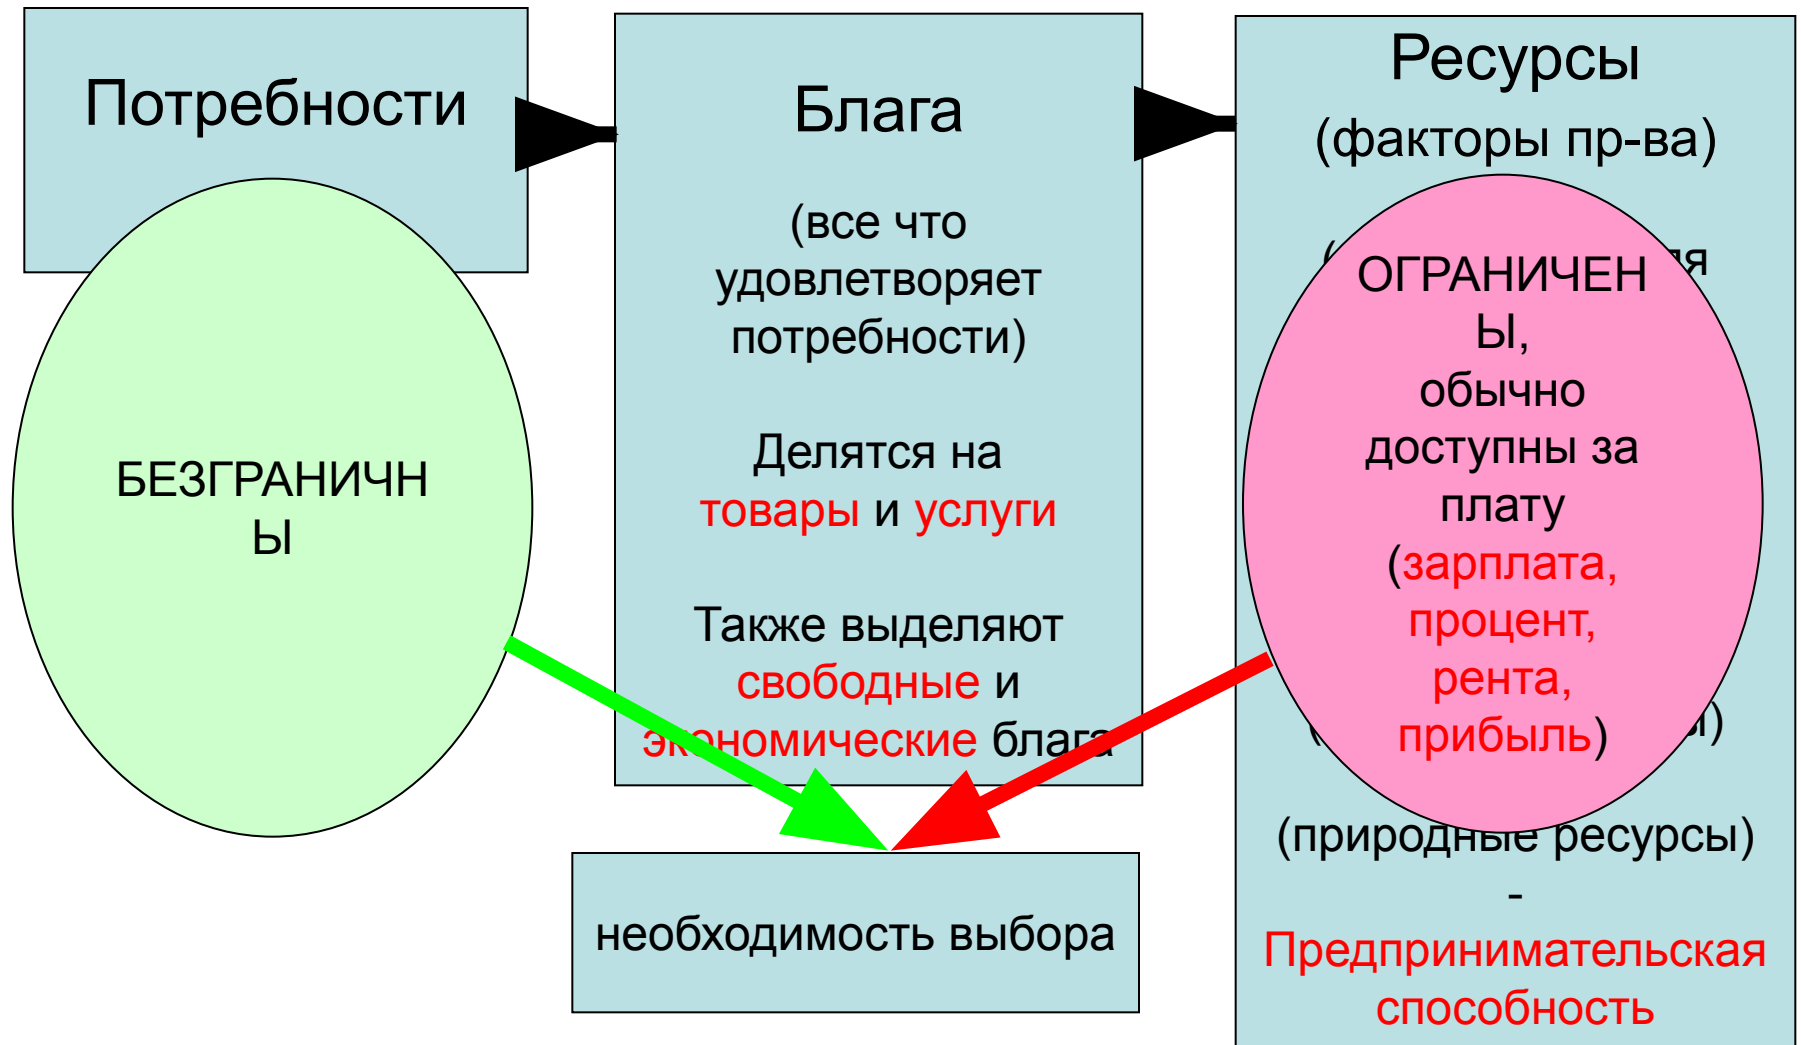 Потребности
БЕЗГРАНИЧН
Ы
Блага
(все что
удовлетворяет
потребности)
Делятся на
товары и услуги
Также выделяют
свободные и
экономические блага
Ресурсы
(факторы пр-ва)
ОГРАНИЧЕН
Ы,
обычно
доступны за
плату
(зарплата,
процент,
рента,
прибыль)
(природные ресурсы)
-
Предпринимательская
способность
необходимость выбора